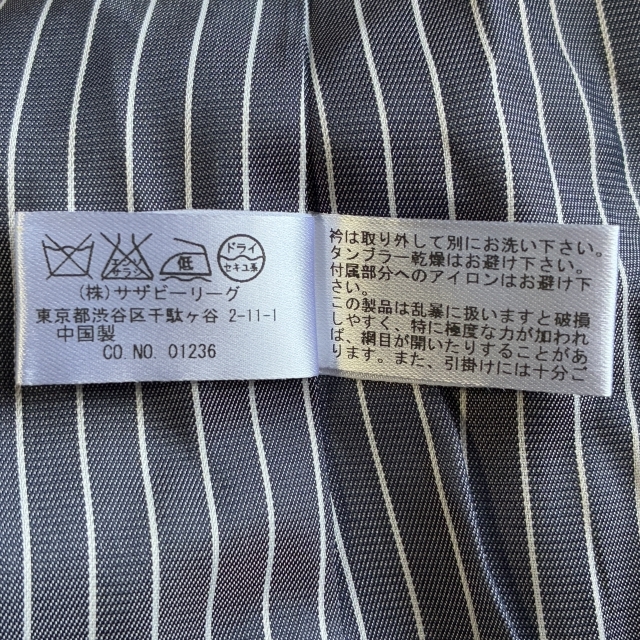 エンソ
サラシ
低
ドライ
セキユ系
(株)サザビーリーグ
東京都渋谷区千駄ヶ谷 2-11-1
中国製
CO. NO. 01236
衿は取り外して別にお洗い下さい。
タンブラー乾燥はお避け下さい。
付属部分へのアイロンはお避け下
さい。
この製品は乱暴に扱いますと破損
しやすく、特に極度な力が加われ
ば、網目が開いたりすることがあ
ります。また、引掛けには十分ご